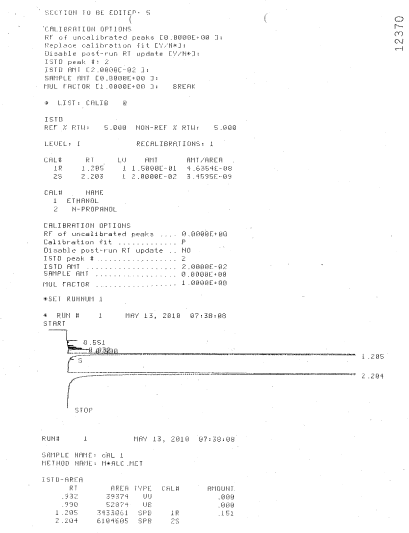 SECTION TO BE EDITED: 5
CALIBRATION OPTIONS
RF of uncalibrated peaks [0.0000E+00 ]:
Replace calibration fit [Y/N*]:
Disable post-run RT update [Y/N*]:
ISTD peak #: 2
ISTD AMT [2.0000E-02 ]:
SAMPLE AMT [0.0000E+00 ]:
MUL FACTOR [1.0000E+00 ]: BREAK
* LIST: CALIB @
ISTD
REF % RTW: 5.000 NON-REF % RTW: 5.000
LEVEL: 1 RECALIBRATIONS: 1
CAL# RT LV AMT AMT/AREA
1R 1.205 1 1.5000E-01 4.6354E-08
2S 2.203 1 2.0000E-02 3.4595E-09
CAL# NAME
1 ETHANOL
2 N-PROPANOL
CALIBRATION OPTIONS
RF of uncalibrated peaks .... 0.0000E+00
Calibration fit ............. P
Disable post-run RT update .. NO
ISTD peak # ................. 2
ISTD AMT .................... 2.0000E-02
SAMPLE AMT .................. 0.0000E+00
MUL FACTOR .................. 1.0000E+00
*SET RUNNUM 1
* RUN # 1 MAY 13, 2010 07:38:08
START
0.551
1.205
S
2.204
STOP
RUN# 1 MAY 13, 2010 07:38:08
SAMPLE NAME: cAL 1
METHOD NAME: M*ALC.MET
ISTD-AREA
RT AREA TYPE CAL# AMOUNT
.932 39374 VV .000
.990 52874 VB .000
1.205 3433061 SPB 1R .151
2.204 6104605 SPB 2S
12370